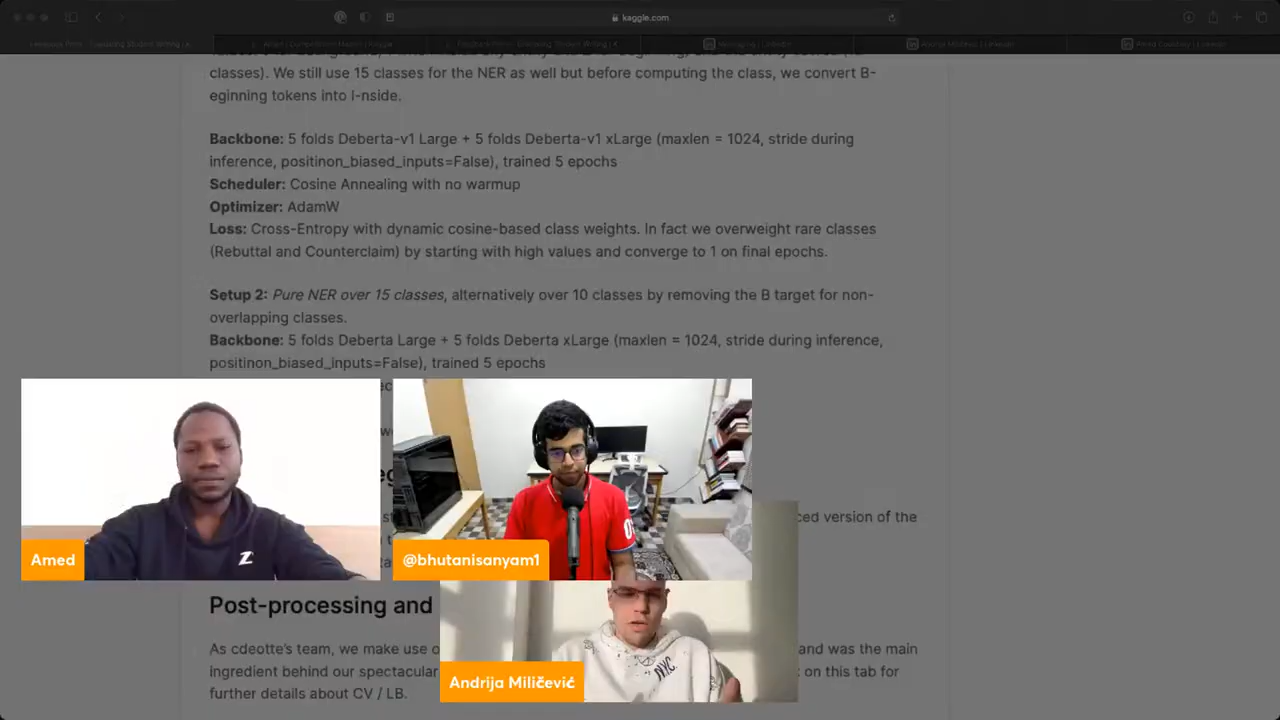 kaggle.com
classes). We still use 15 classes for the NER as well but before computing the class, we convert B-
eginning tokens into I-nside.
Backbone: 5 folds Deberta-v1 Large + 5 folds Deberta-v1 xLarge (maxlen = 1024, stride during
inference, positinon_biased_inputs=False), trained 5 epochs
Scheduler: Cosine Annealing with no warmup
Optimizer: AdamW
Loss: Cross-Entropy with dynamic cosine-based class weights. In fact we overweight rare classes
(Rebuttal and Counterclaim) by starting with high values and converge to 1 on final epochs.
Setup 2: Pure NER over 15 classes, alternatively over 10 classes by removing the B target for non-
overlapping classes.
Backbone: 5 folds Deberta Large + 5 folds Deberta xLarge (maxlen = 1024, stride during inference,
positinon_biased_inputs=False), trained 5 epochs
ced version of the
Amed
@bhutanisanyam1
Post-processing and
N.Y.C.
As cdeotte's team, we make use o
and was the main
ingredient behind our spectacular
on this tab for
further details about CV / LB.
Andrija Miličević